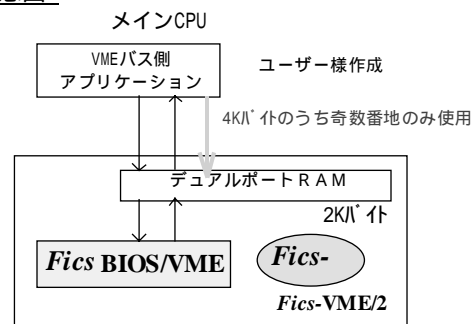 メインCPU
VMEバス側
アプリケーション
ユーザー様作成
4Kバイトのうち奇数番地のみ使用
デュアルポートRAM
2Kバイト
Fics BIOS/VME
Fics-
Fics-VME/2